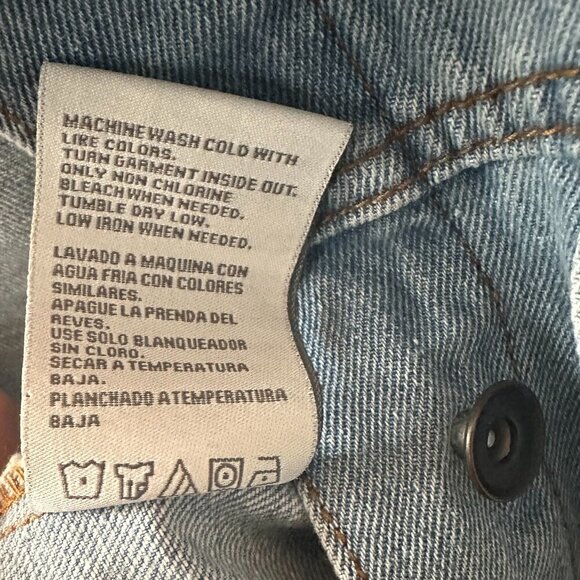 MACHINE WASH COLD WITH
LIKE COLORS.
TURN GARMENT INSIDE OUT.
ONLY NON CHLORINE
BLEACH WHEN NEEDED.
TUMBLE DRY LOW.
LOW IRON WHEN NEEDED.
LAVADO A MAQUINA CON
AGUA FRIA CON COLORES
SIMILARES.
APAGUE LA PRENDA DEL
REVES.
USE SOLO BLANQUEADOR
SIN CLORO.
SECAR A TEMPERATURA
BAJA.
PLANCHADO A TEMPERATURA
BAJA